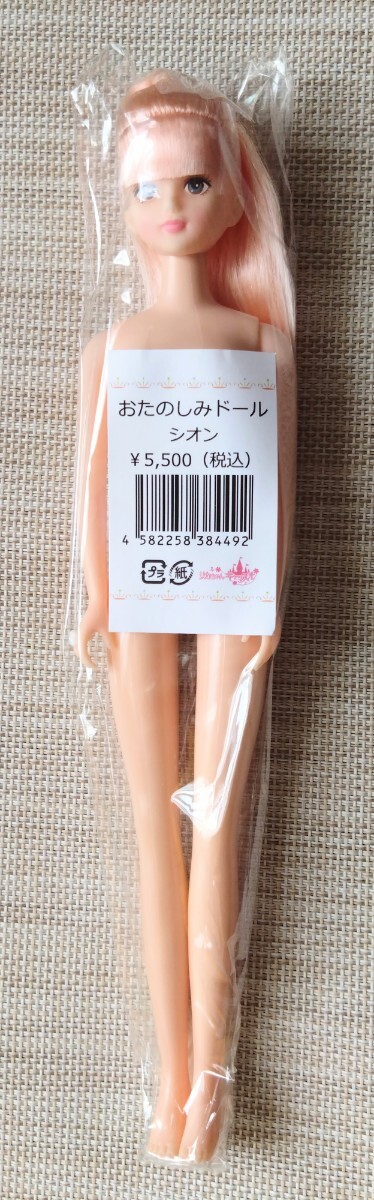 おたのしみドール
シオン
￥5,500（税込）
4 582258 384492
プラ 紙